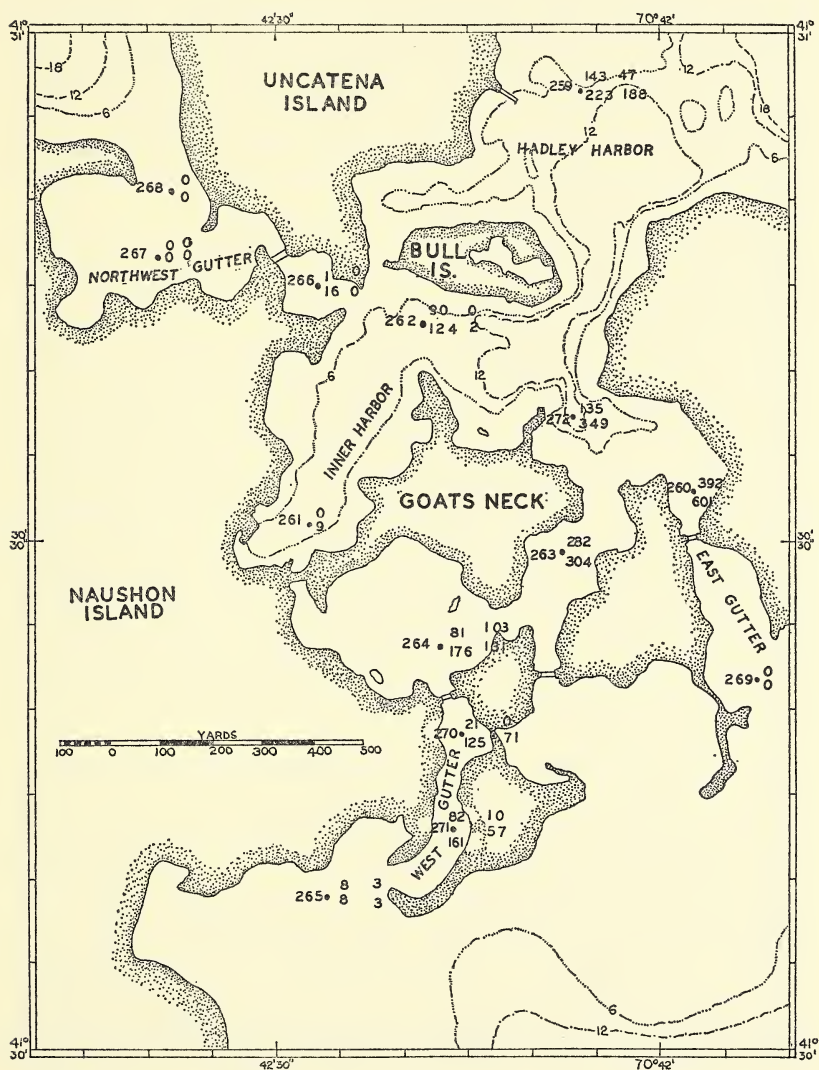 41° 42'30" 70°42' 41°
31' 31'
18
12
6
UNCATENA
ISLAND
12
18
6
143 47
259 223 188
12
HADLEY HARBOR
268 0
0
0 0
267 0 0
NORTHWEST GUTTER
BULL
IS.
1 0
266 16 0
90 0
262 124 2
6
12
INNER HARBOR
135
272 349
0
261 9
GOATS NECK
392
260 601
30" 30"
30' 30'
282
263 304
EAST GUTTER
NAUSHON
ISLAND
81 103
264 176 131
269 0
0
YARDS
100 0 100 200 300 400 500
2 0
270 125 71
WEST GUTTER
82 10
271 57
161
8 3
265 8 3
6
12
41° 41°
30' 30'
42'30" 70°42'